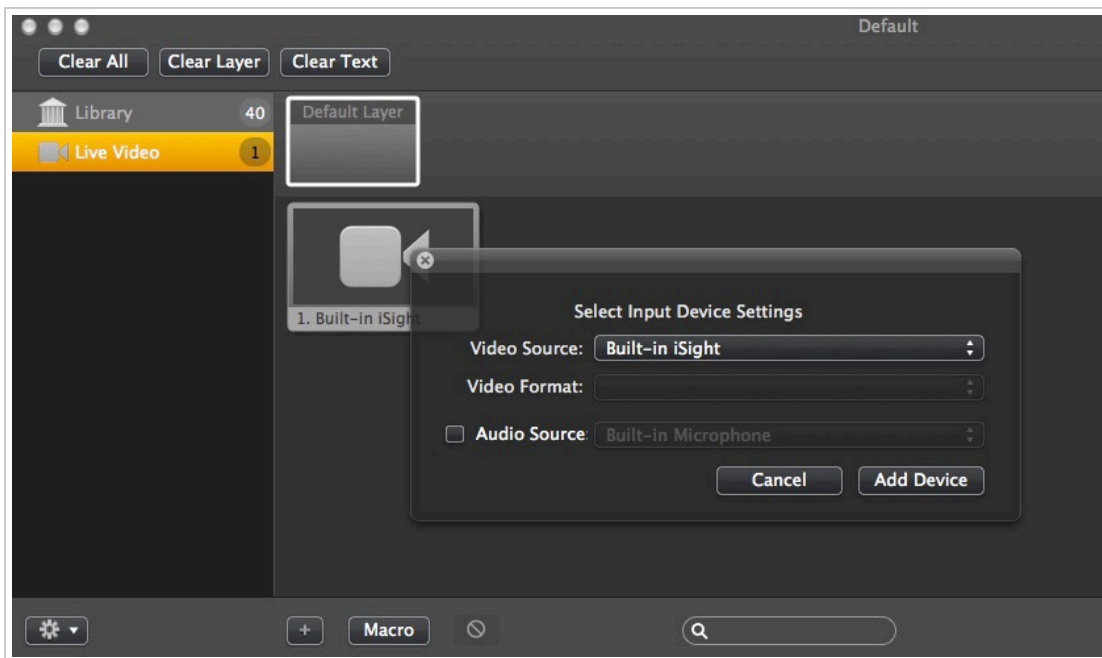 Default
Clear All Clear Layer Clear Text
Library 40
Default Layer
Live Video 1
1. Built-in iSight
Select Input Device Settings
Video Source: Built-in iSight
Video Format:
Audio Source: Built-in Microphone
Cancel Add Device
+ Macro